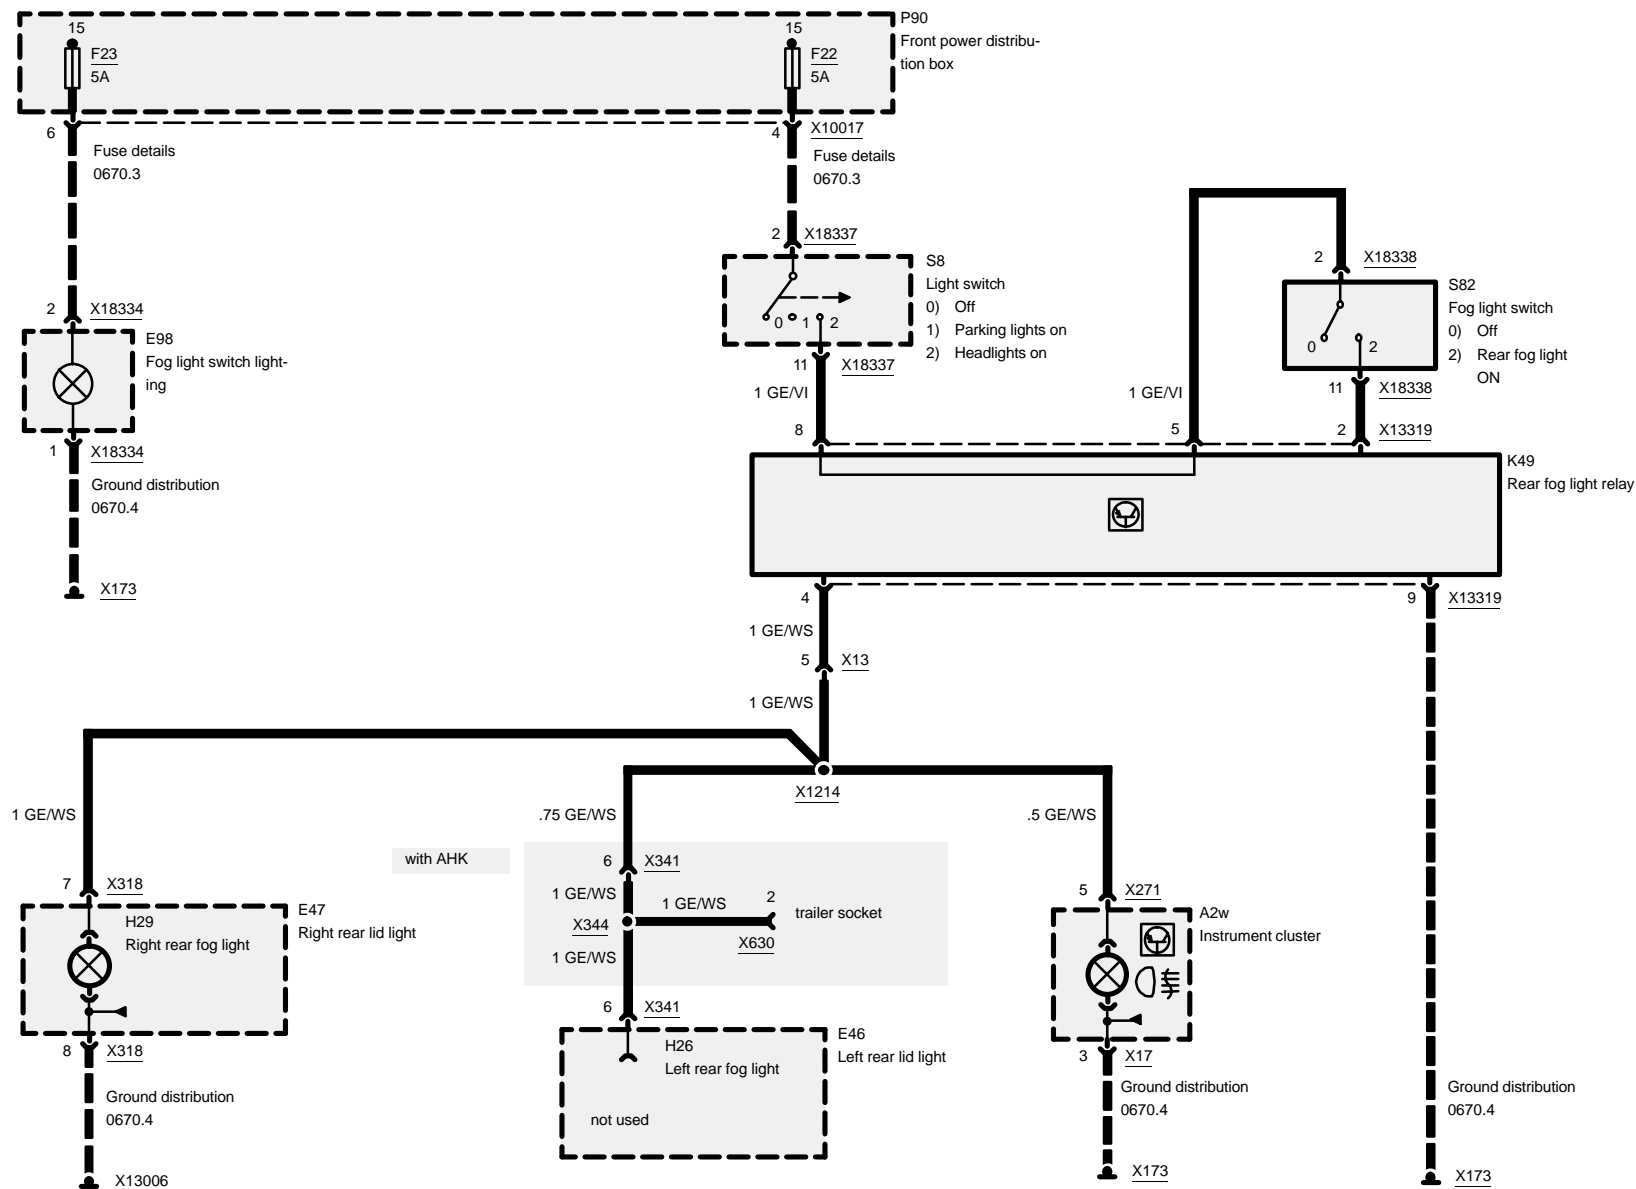 P90
Front power distribu-
tion box
15
F23
5A
15
F22
5A
6
4
X10017
Fuse details
0670.3
Fuse details
0670.3
2
X18337
S8
Light switch
0) Off
1) Parking lights on
2) Headlights on
0
1
2
11
X18337
1 GE/VI
2
X18338
S82
Fog light switch
0) Off
2) Rear fog light
ON
0
2
11
X18338
1 GE/VI
2
X18334
E98
Fog light switch light-
ing
1
X18334
Ground distribution
0670.4
X173
8
5
2
X13319
K49
Rear fog light relay
4
9
X13319
1 GE/WS
5
X13
1 GE/WS
X1214
1 GE/WS
.75 GE/WS
.5 GE/WS
with AHK
6
X341
1 GE/WS
1 GE/WS
2
trailer socket
X344
X630
1 GE/WS
6
X341
7
X318
H29
Right rear fog light
E47
Right rear lid light
8
X318
Ground distribution
0670.4
X13006
H26
Left rear fog light
not used
E46
Left rear lid light
5
X271
A2w
Instrument cluster
3
X17
Ground distribution
0670.4
X173
Ground distribution
0670.4
X173